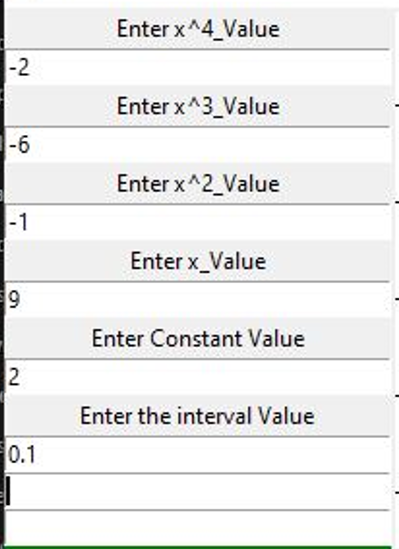 Enter x^4_Value
-2
Enter x^3_Value
-6
Enter x^2_Value
-1
Enter x_Value
9
Enter Constant Value
2
Enter the interval Value
0.1